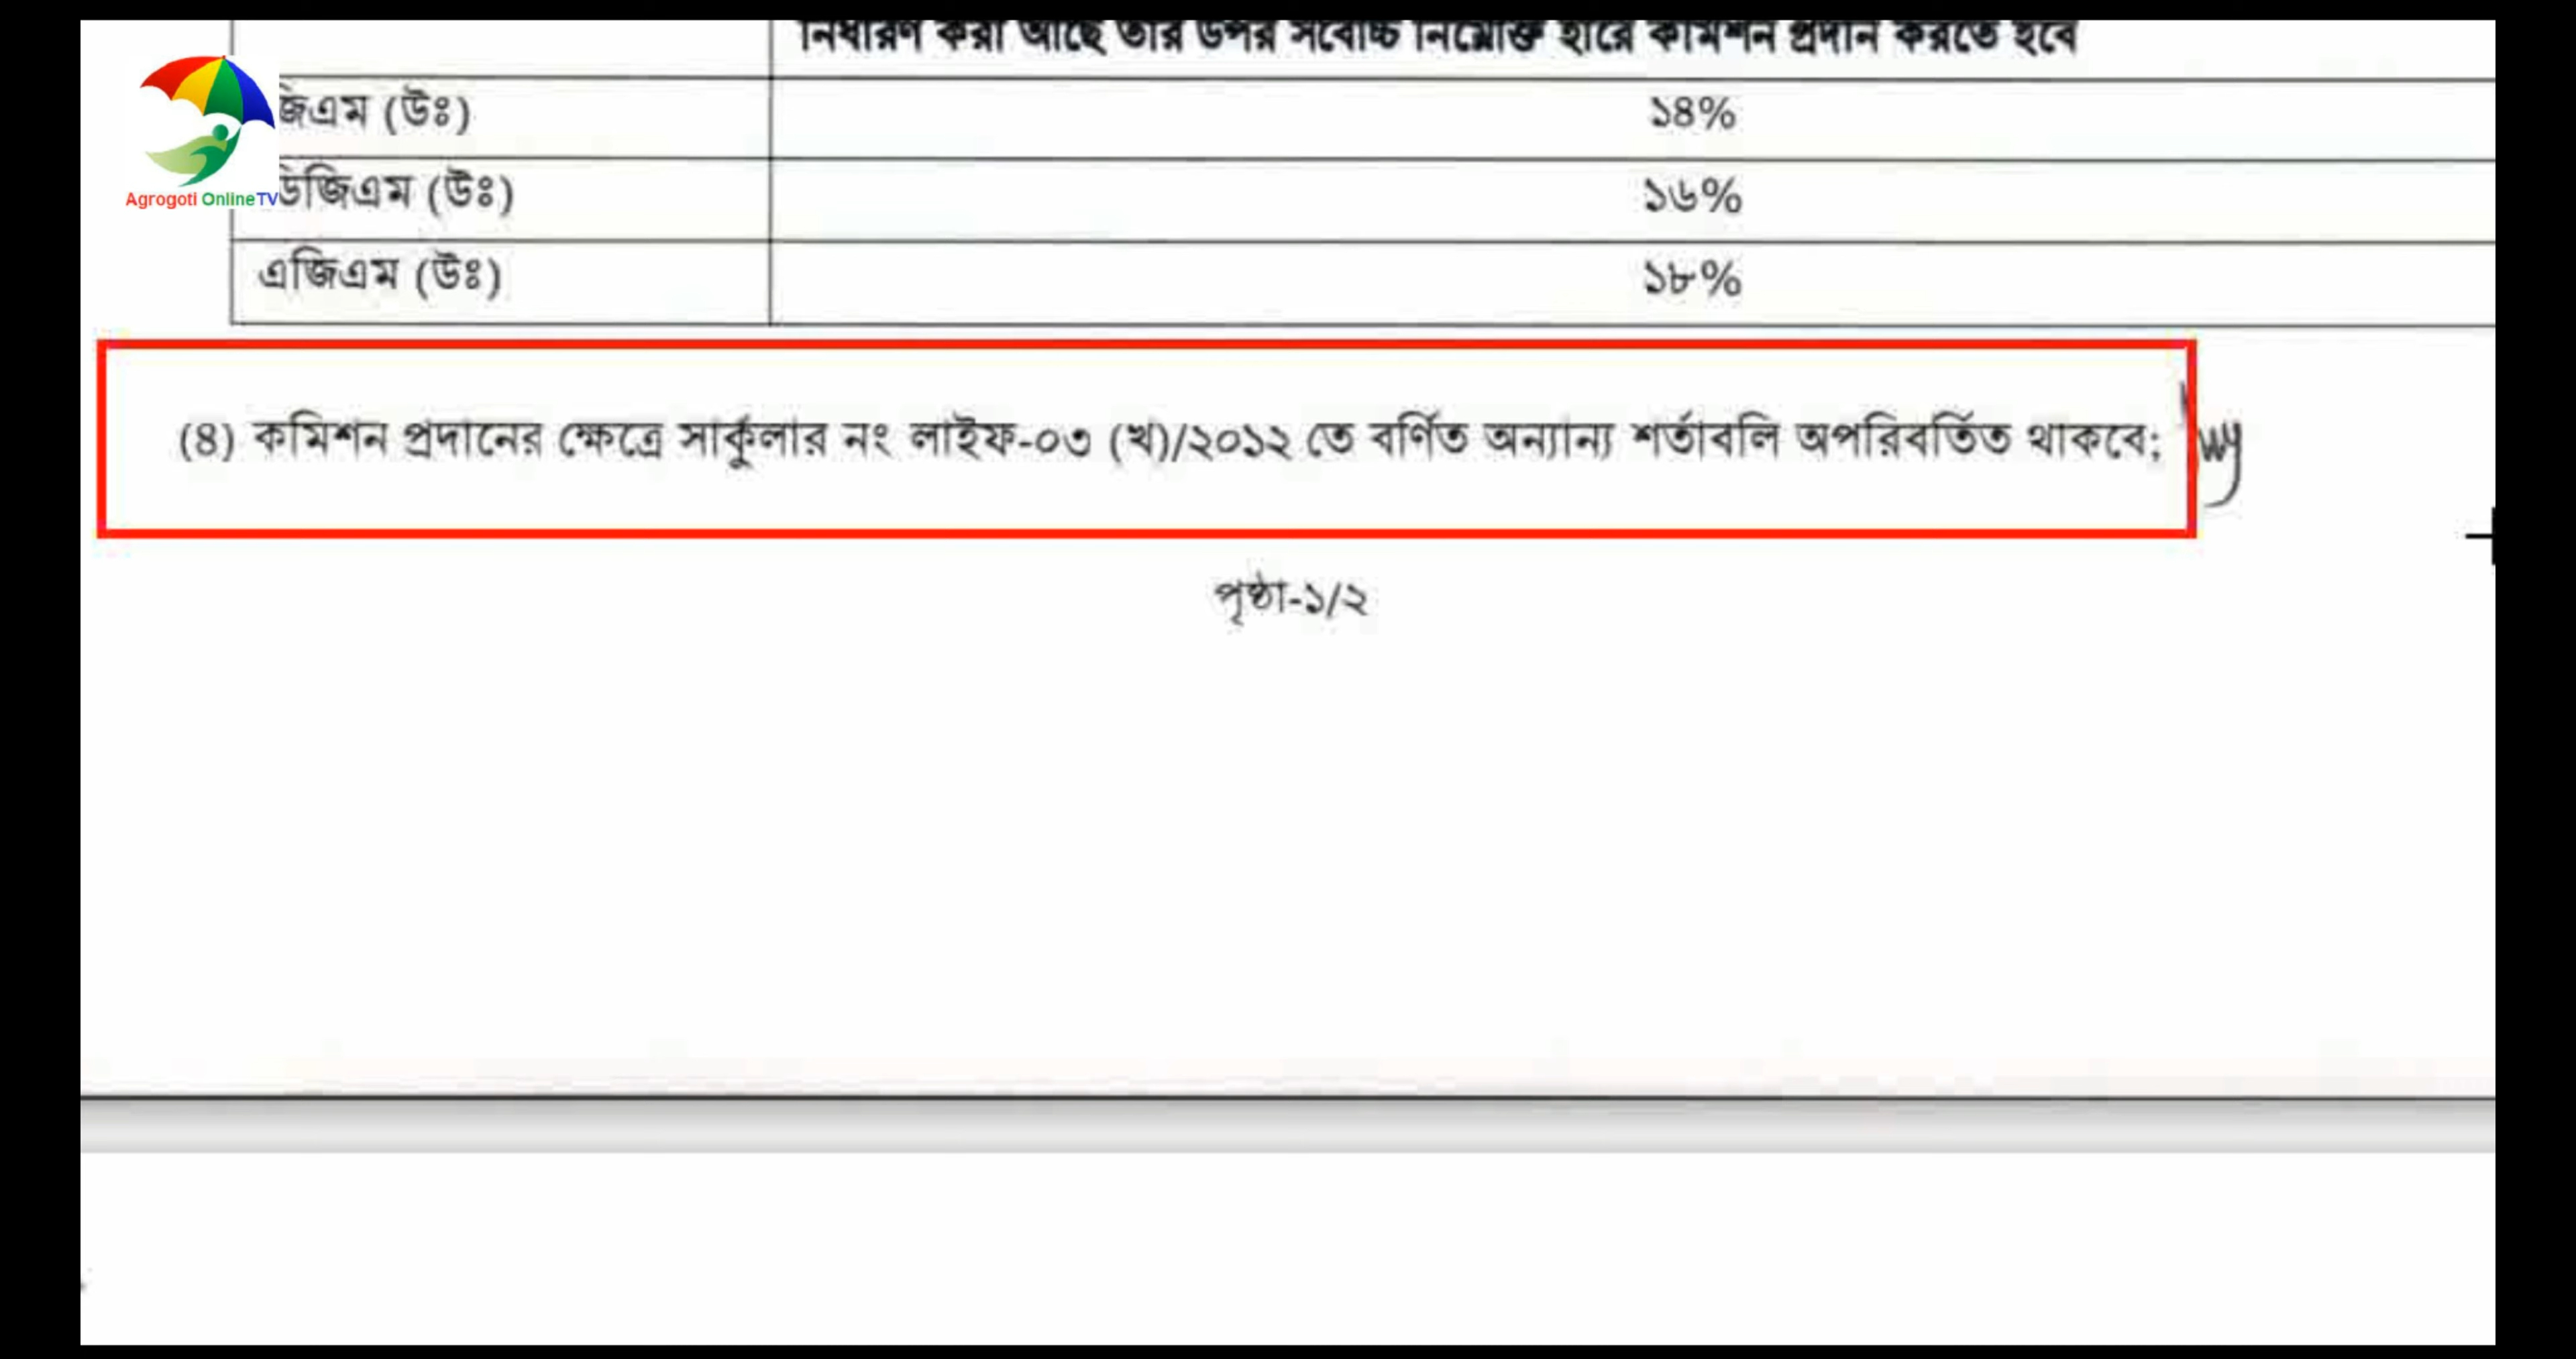 নির্ধারণ করা আছে তার উপর সর্বোচ্চ নিম্নোক্ত হারে কমিশন প্রদান করতে হবে
জিএম (উঃ) ১৪%
ডিজিএম (উঃ) ১৬%
এজিএম (উঃ) ১৮%
Agrogoti OnlineTV
(৪) কমিশন প্রদানের ক্ষেত্রে সার্কুলার নং লাইফ-০৩ (খ)/২০১২ তে বর্ণিত অন্যান্য শর্তাবলি অপরিবর্তিত থাকবে;
পৃষ্ঠা-১/২